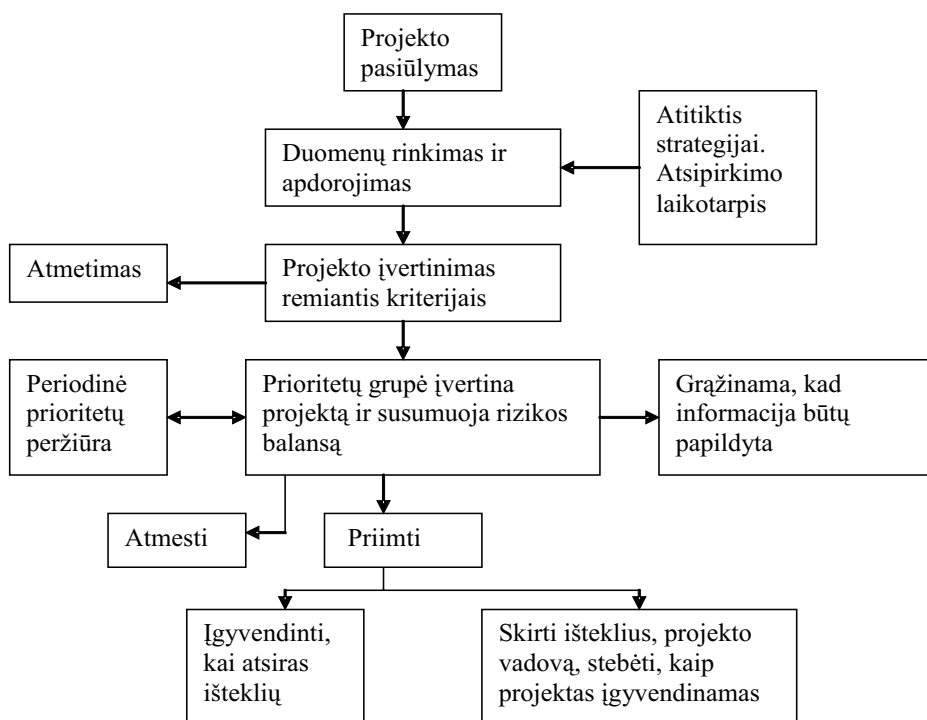 Projekto
pasiūlymas
Atitiktis
strategijai.
Atsipirkimo
laikotarpis
Duomenų rinkimas ir
apdorojimas
Atmetimas
Projekto įvertinimas
remiantis kriterijais
Periodinė
prioritetų
peržiūra
Prioritetų grupė įvertina
projektą ir susumuoja rizikos
balansą
Grąžinama, kad
informacija būtų
papildyta
Atmesti
Priimti
Įgyvendinti,
kai atsiras
išteklių
Skirti išteklius, projekto
vadovą, stebėti, kaip
projektas įgyvendinamas